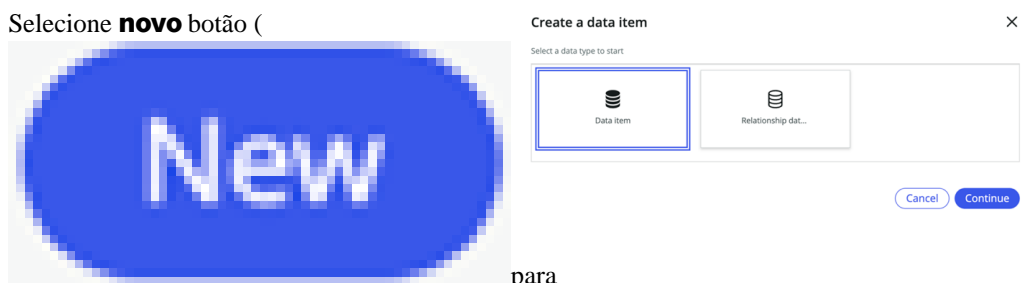 Selecione novo botão (
New
para
Create a data item
Select a data type to start
Data item
Relationship dat...
Cancel
Continue